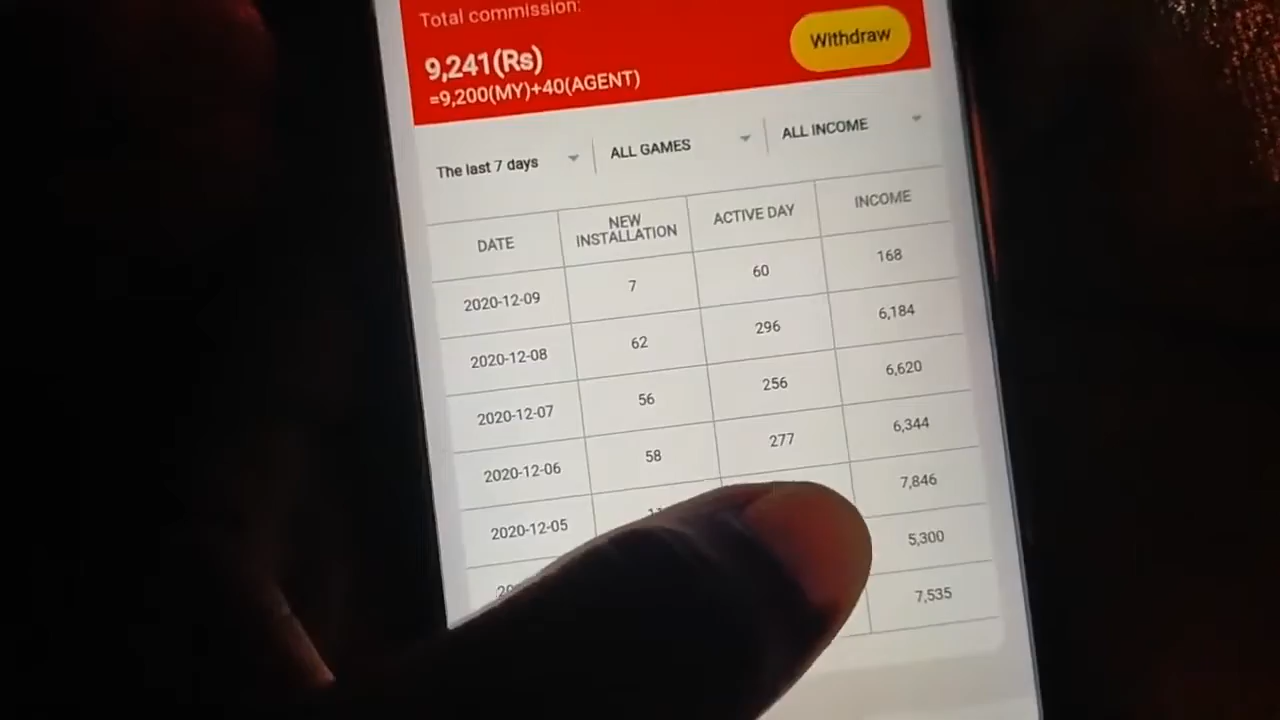 Total commission:
9,241(Rs)
=9,200(MY)+40(AGENT)
Withdraw
The last 7 days
ALL GAMES
ALL INCOME
DATE
NEW INSTALLATION
ACTIVE DAY
INCOME
2020-12-09 7 60 168
2020-12-08 62 296 6,184
2020-12-07 56 256 6,620
2020-12-06 58 277 6,344
2020-12-05 7,846
5,300
7,535